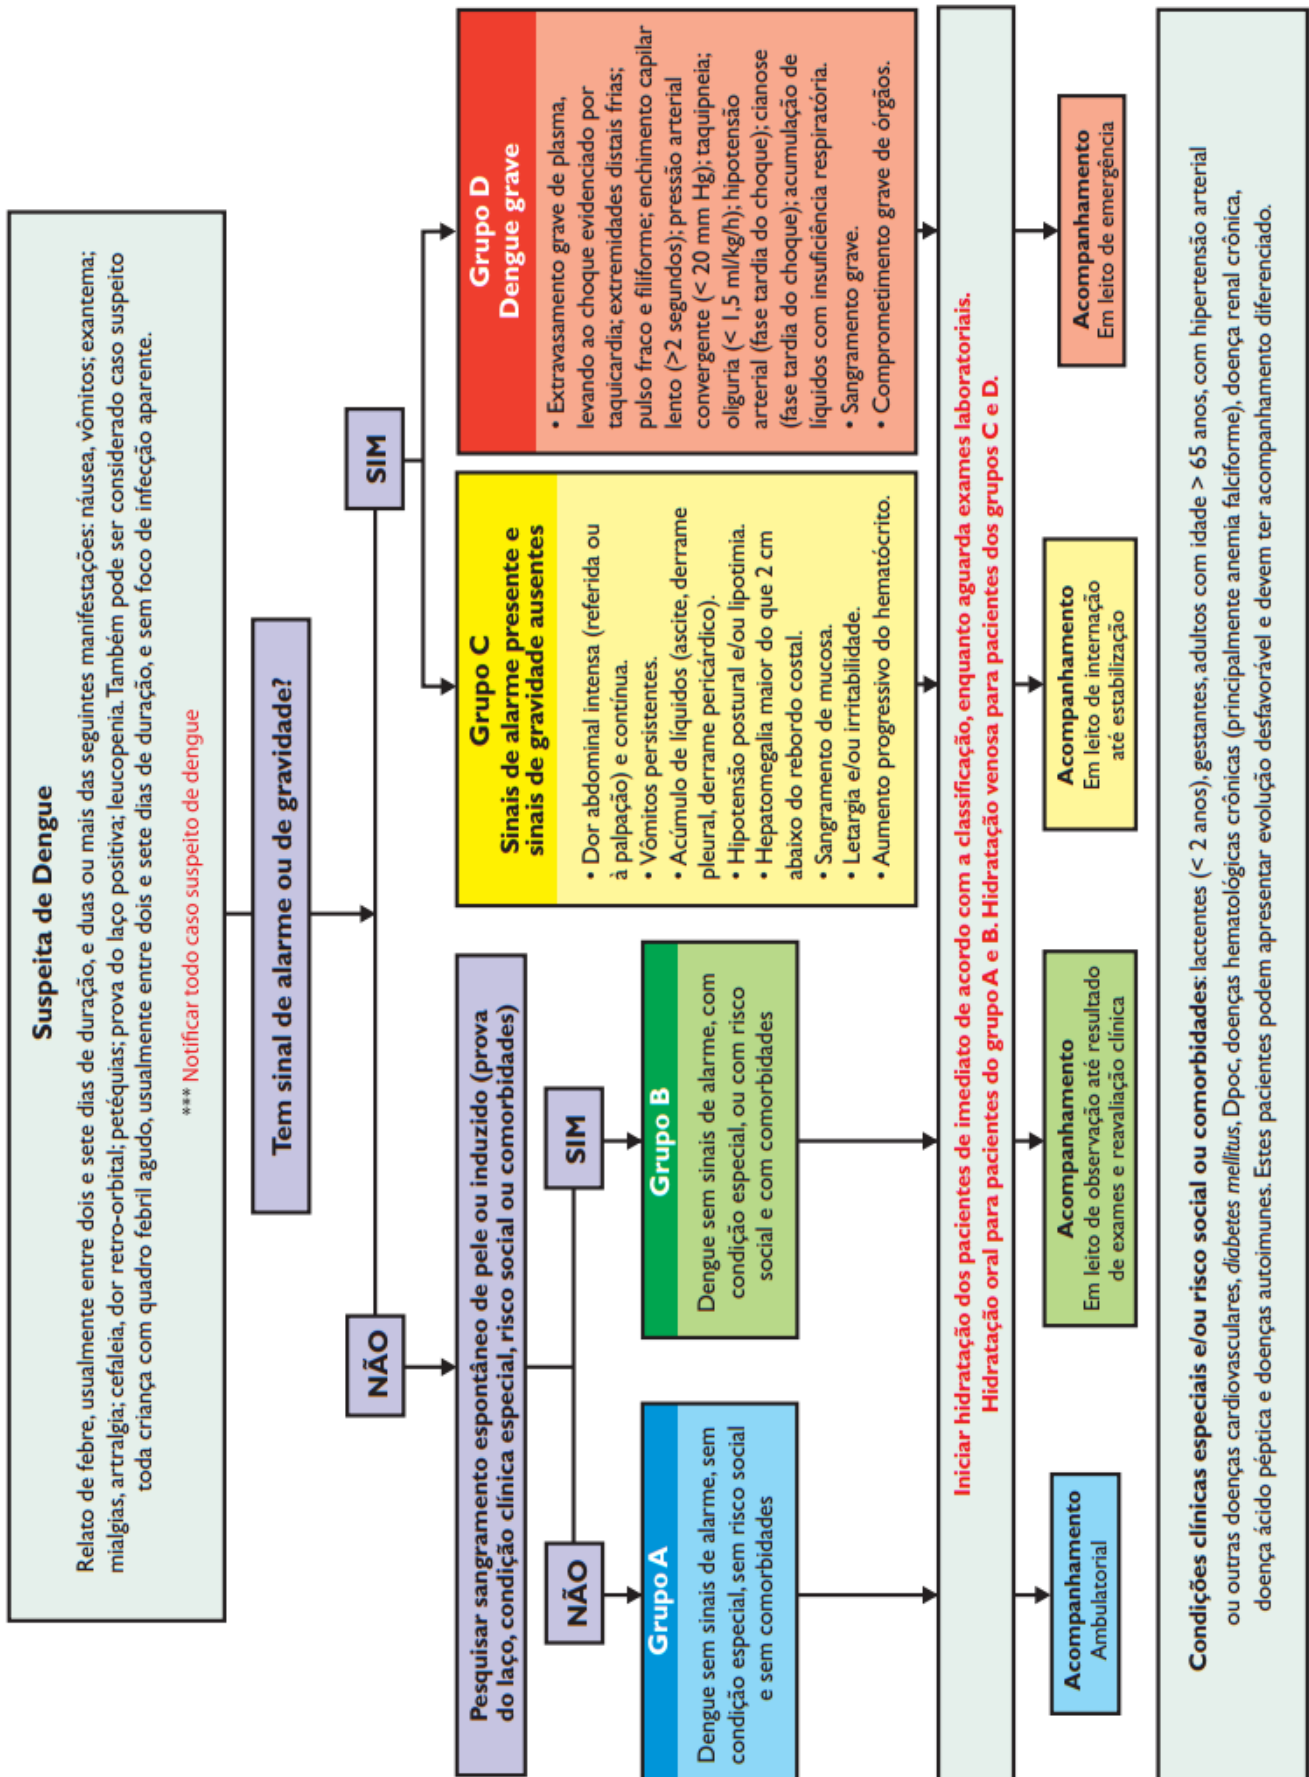 Suspeita de Dengue
Relato de febre, usualmente entre dois e sete dias de duração, e duas ou mais das seguintes manifestações: náusea, vômitos; exantema;
mialgias, artralgia; cefaleia, dor retro-orbital; petéquias; prova do laço positiva; leucopenia. Também pode ser considerado caso suspeito
toda criança com quadro febril agudo, usualmente entre dois e sete dias de duração, e sem foco de infecção aparente.
*** Notificar todo caso suspeito de dengue
Tem sinal de alarme ou de gravidade?
NÃO
SIM
Pesquisar sangramento espontâneo de pele ou induzido (prova
do laço, condição clínica especial, risco social ou comorbidades)
NÃO
SIM
Grupo A
Dengue sem sinais de alarme, sem
condição especial, sem risco social
e sem comorbidades
Grupo B
Dengue sem sinais de alarme, com
condição especial, ou com risco
social e com comorbidades
Grupo C
Sinais de alarme presente e
sinais de gravidade ausentes
• Dor abdominal intensa (referida ou
à palpação) e contínua.
• Vômitos persistentes.
• Acúmulo de líquidos (ascite, derrame
pleural, derrame pericárdico).
• Hipotensão postural e/ou lipotimia.
• Hepatomegalia maior do que 2 cm
abaixo do rebordo costal.
• Sangramento de mucosa.
• Letargia e/ou irritabilidade.
• Aumento progressivo do hematócrito.
Grupo D
Dengue grave
• Extravasamento grave de plasma,
levando ao choque evidenciado por
taquicardia; extremidades distais frias;
pulso fraco e filiforme; enchimento capilar
lento (>2 segundos); pressão arterial
convergente (< 20 mm Hg); taquipneia;
oliguria (< 1,5 ml/kg/h); hipotensão
arterial (fase tardia do choque); cianose
(fase tardia do choque); acumulação de
líquidos com insuficiência respiratória.
• Sangramento grave.
• Comprometimento grave de órgãos.
Iniciar hidratação dos pacientes de imediato de acordo com a classificação, enquanto aguarda exames laboratoriais.
Hidratação oral para pacientes do grupo A e B. Hidratação venosa para pacientes dos grupos C e D.
Acompanhamento
Ambulatorial
Acompanhamento
Em leito de observação até resultado
de exames e reavaliação clínica
Acompanhamento
Em leito de internação
até estabilização
Acompanhamento
Em leito de emergência
Condições clínicas especiais e/ou risco social ou comorbidades: lactentes (< 2 anos), gestantes, adultos com idade > 65 anos, com hipertensão arterial
ou outras doenças cardiovasculares, diabetes mellitus, Dpoc, doenças hematológicas crônicas (principalmente anemia falciforme), doença renal crônica,
doença ácido péptica e doenças autoimunes. Estes pacientes podem apresentar evolução desfavorável e devem ter acompanhamento diferenciado.